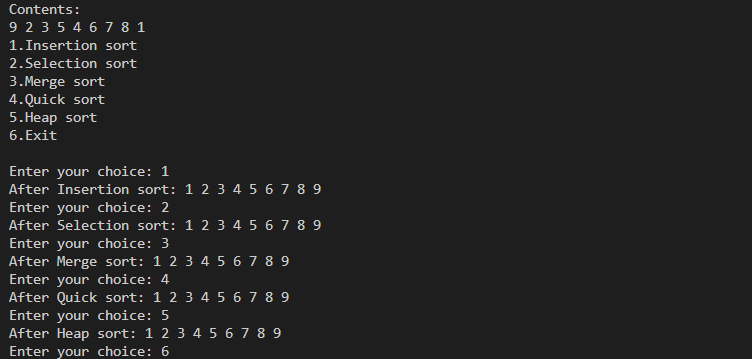 Contents:
9 2 3 5 4 6 7 8 1
1.Insertion sort
2.Selection sort
3.Merge sort
4.Quick sort
5.Heap sort
6.Exit
Enter your choice: 1
After Insertion sort: 1 2 3 4 5 6 7 8 9
Enter your choice: 2
After Selection sort: 1 2 3 4 5 6 7 8 9
Enter your choice: 3
After Merge sort: 1 2 3 4 5 6 7 8 9
Enter your choice: 4
After Quick sort: 1 2 3 4 5 6 7 8 9
Enter your choice: 5
After Heap sort: 1 2 3 4 5 6 7 8 9
Enter your choice: 6